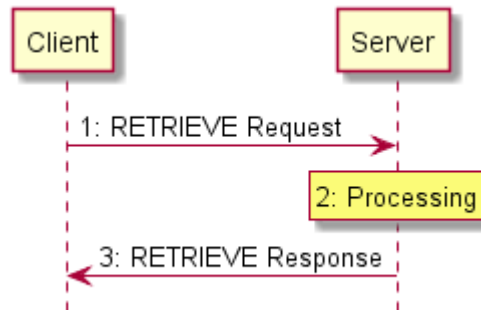 Client
Server
1: RETRIEVE Request
2: Processing
3: RETRIEVE Response